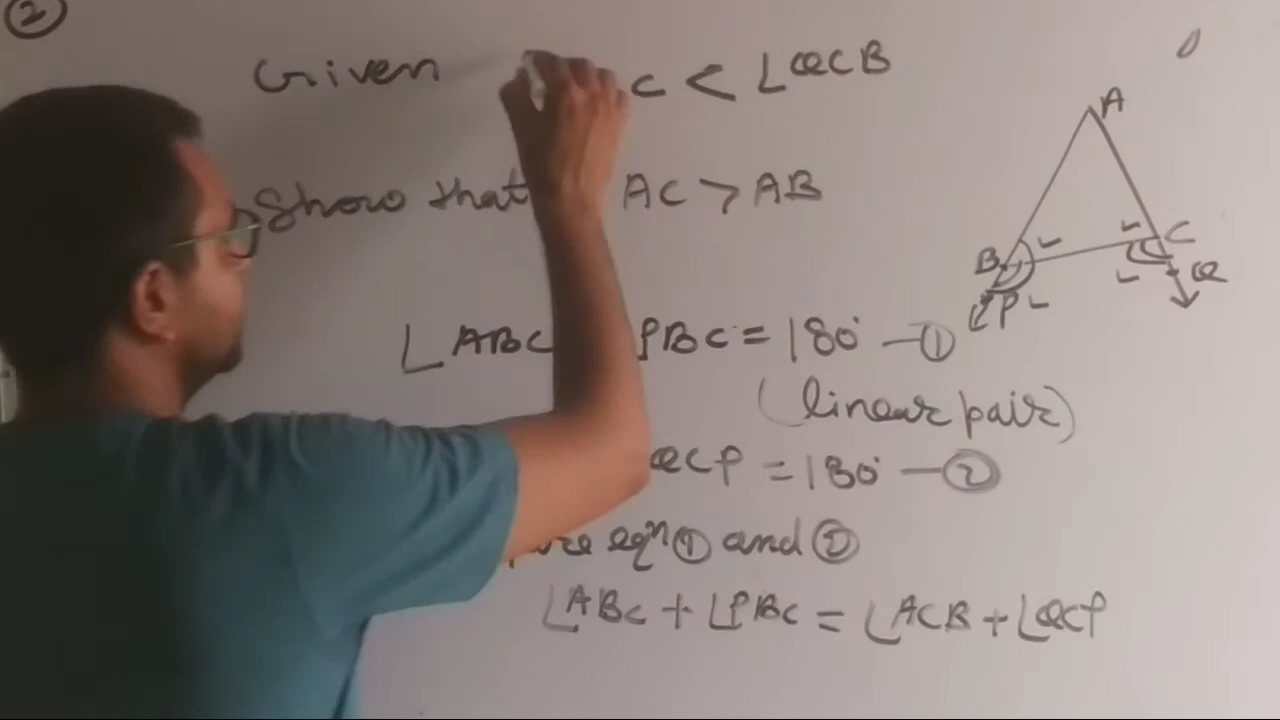 ②
Given C < ∠QCB
Show that AC > AB
A
B
C
P
Q
∠ABC PBC = 180° —①
(linear pair)
QCP = 180° —②
eqⁿ ① and ②
∠ABC + ∠PBC = ∠ACB + ∠QCP